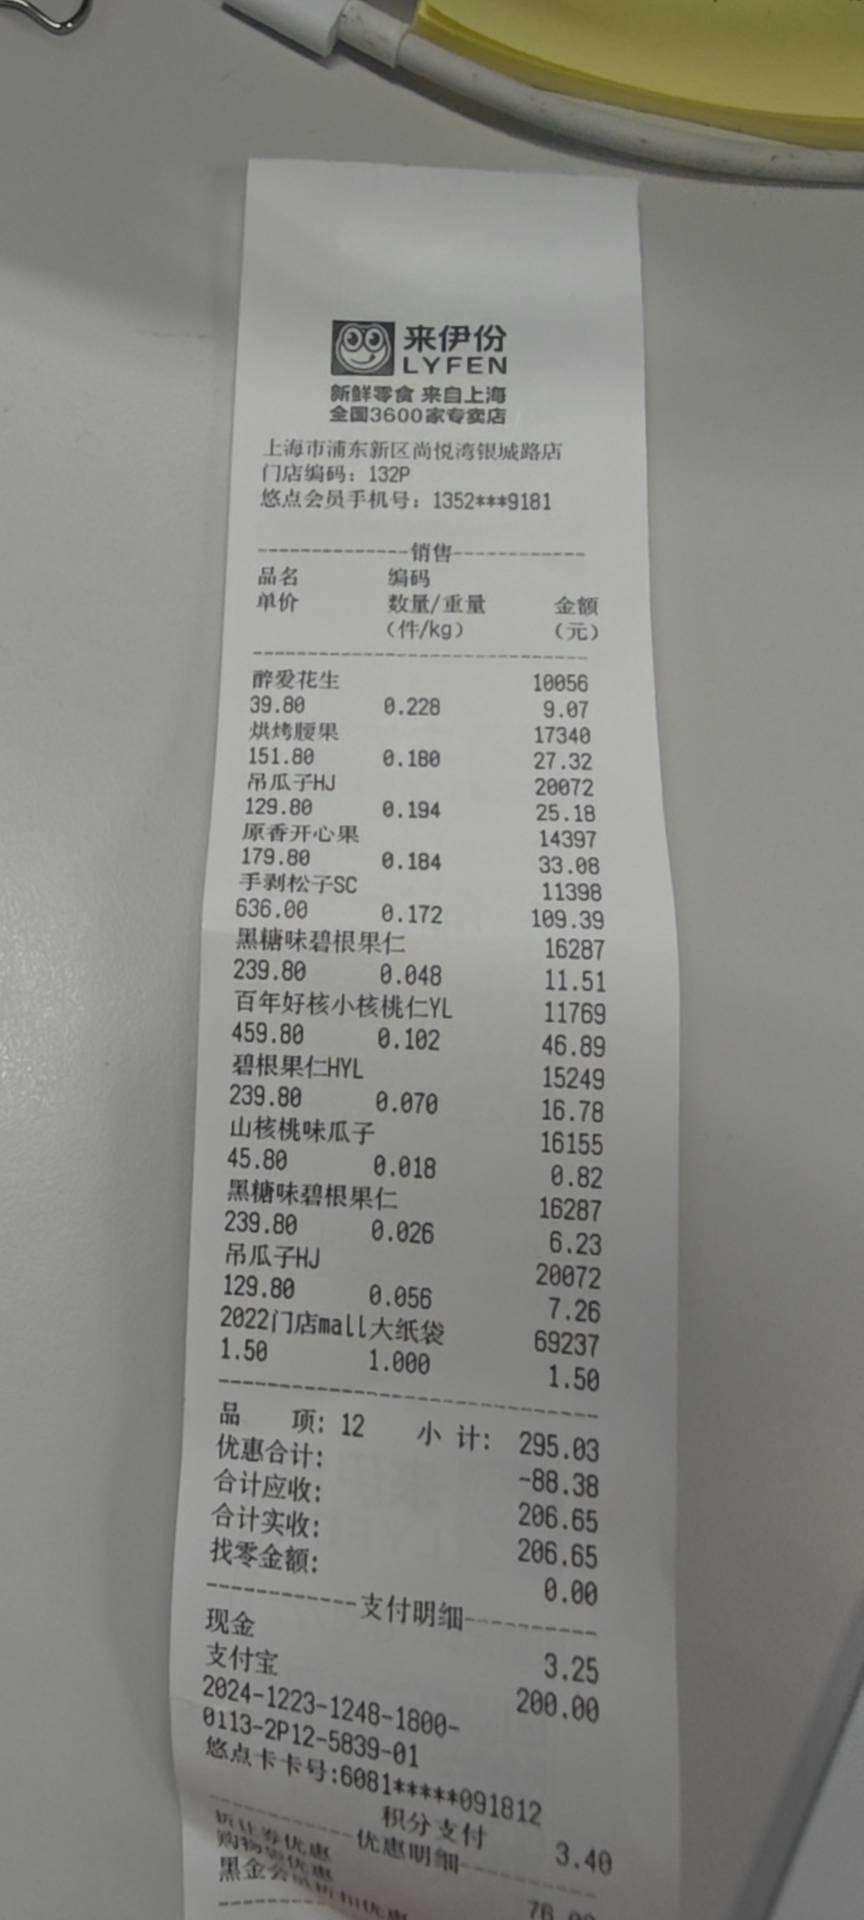 来伊份
LYFEN
新鲜零食 来自上海
全国3600家专卖店
上海市浦东新区尚悦湾银城路店
门店编码：132P
悠点会员手机号：1352***9181
--------------销售------------
品名 编码
单价 数量/重量 金额
（件/kg） （元）
醉爱花生 10056
39.80 0.228 9.07
烘烤腰果 17340
151.80 0.180 27.32
吊瓜子HJ 20072
129.80 0.194 25.18
原香开心果 14397
179.80 0.184 33.08
手剥松子SC 11398
636.00 0.172 109.39
黑糖味碧根果仁 16287
239.80 0.048 11.51
百年好核小核桃仁YL 11769
459.80 0.102 46.89
碧根果仁HYL 15249
239.80 0.070 16.78
山核桃味瓜子 16155
45.80 0.018 0.82
黑糖味碧根果仁 16287
239.80 0.026 6.23
吊瓜子HJ 20072
129.80 0.056 7.26
2022门店mall大纸袋 69237
1.50 1.000 1.50
品 项: 12 小 计: 295.03
优惠合计: -88.38
合计应收: 206.65
合计实收: 206.65
找零金额: 0.00
------------支付明细-----------
现金 3.25
支付宝 200.00
2024-1223-1248-1800-
0113-2P12-5839-01
悠点卡卡号:6081*****091812
积分支付 3.40
-----------优惠明细-----------
购物券优惠